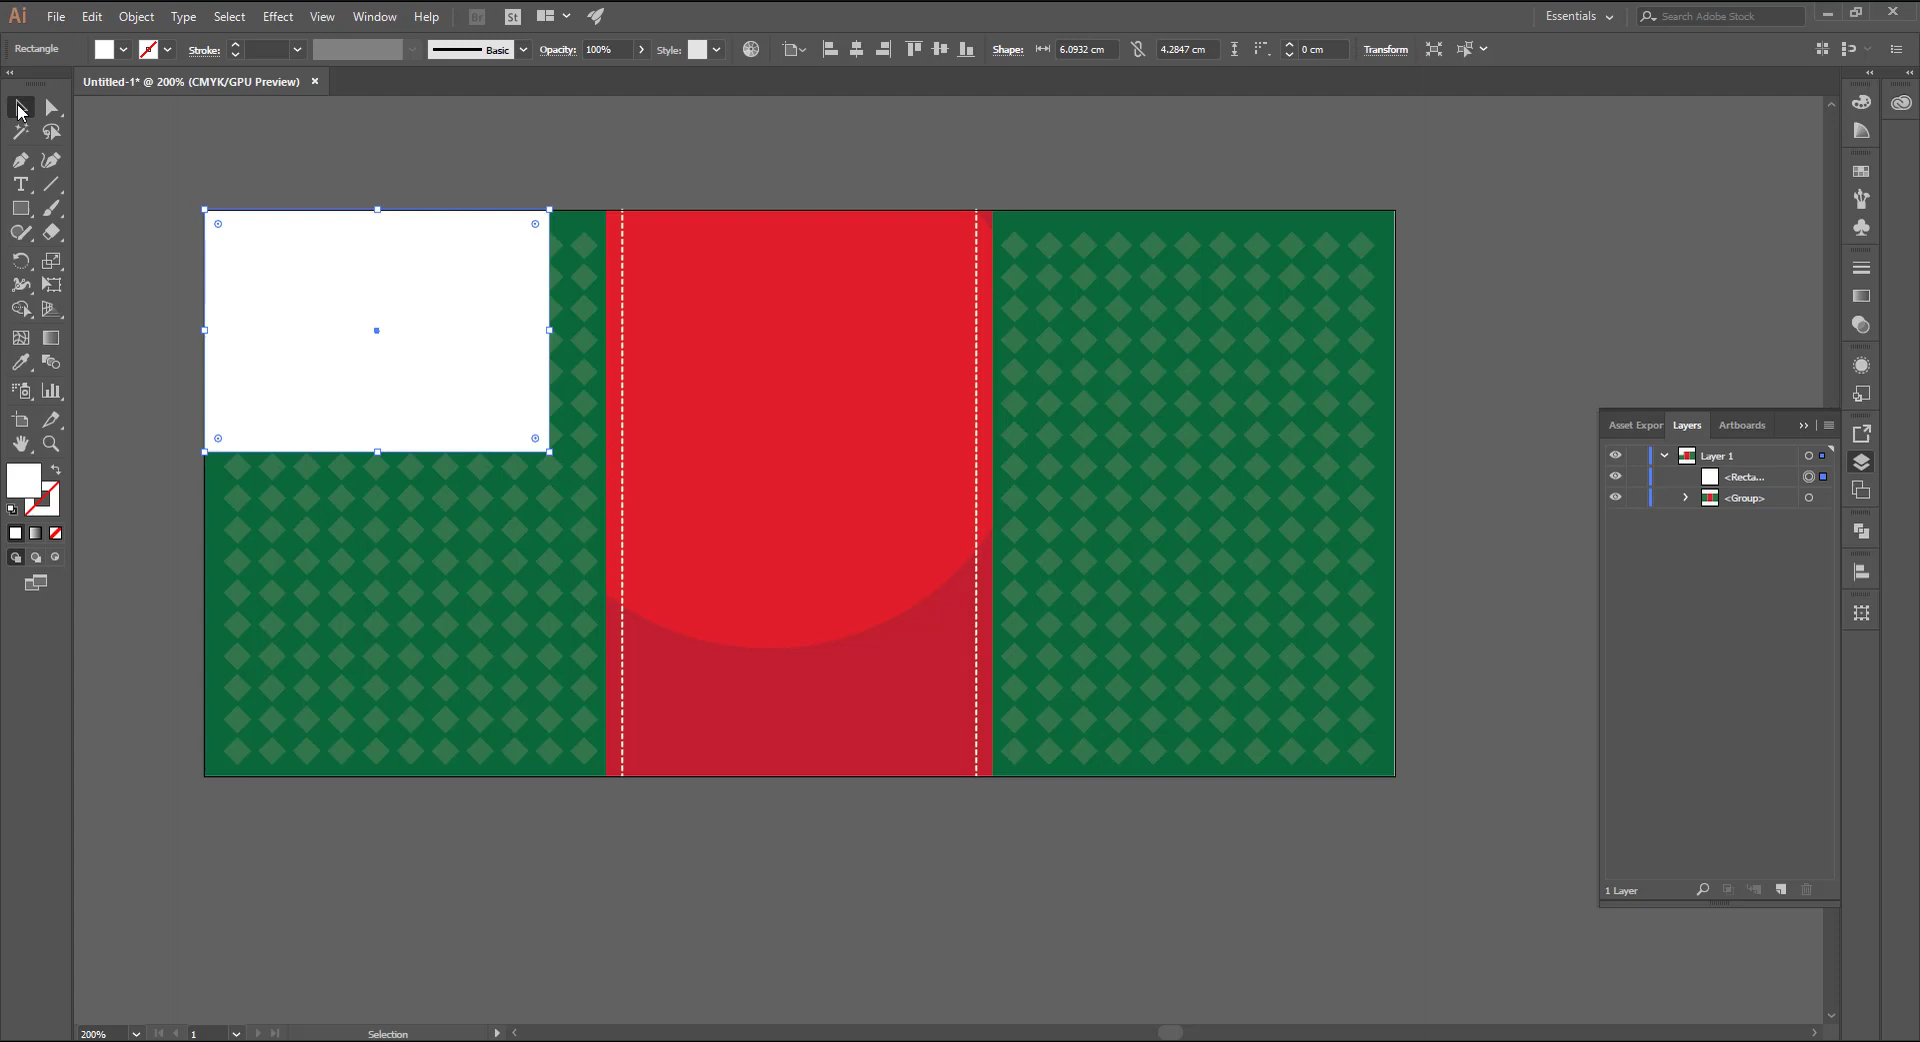 Ai File Edit Object Type Select Effect View Window Help Br St Essentials Search Adobe Stock
Rectangle Stroke: Basic Opacity: 100% Style: Shape: 6.0932 cm 4.2847 cm 0 cm Transform
Untitled-1* @ 200% (CMYK/GPU Preview)
Asset Expor Layers Artboards
Layer 1
<Recta...
<Group>
1 Layer
200% 1 Selection